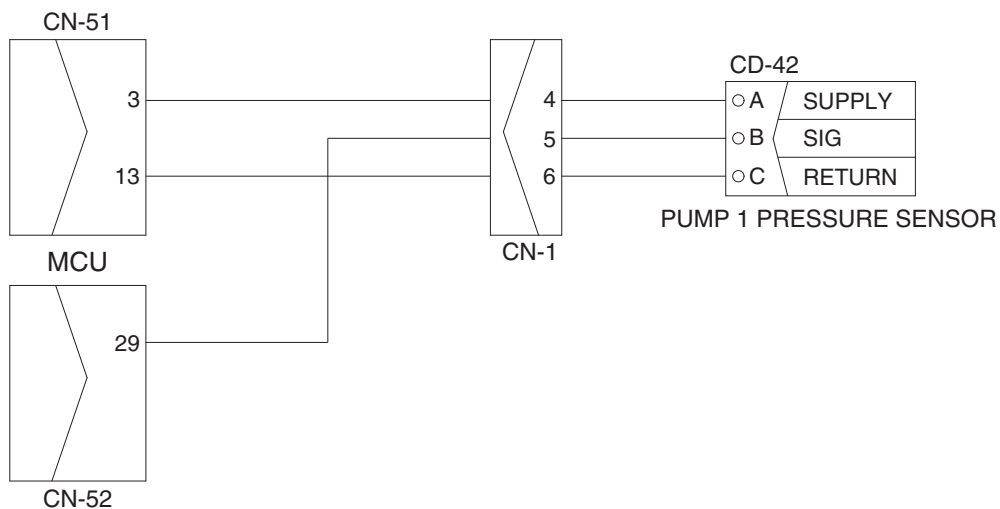 CN-51
CD-42
3
4
A
SUPPLY
5
B
SIG
13
6
C
RETURN
PUMP 1 PRESSURE SENSOR
CN-1
MCU
29
CN-52